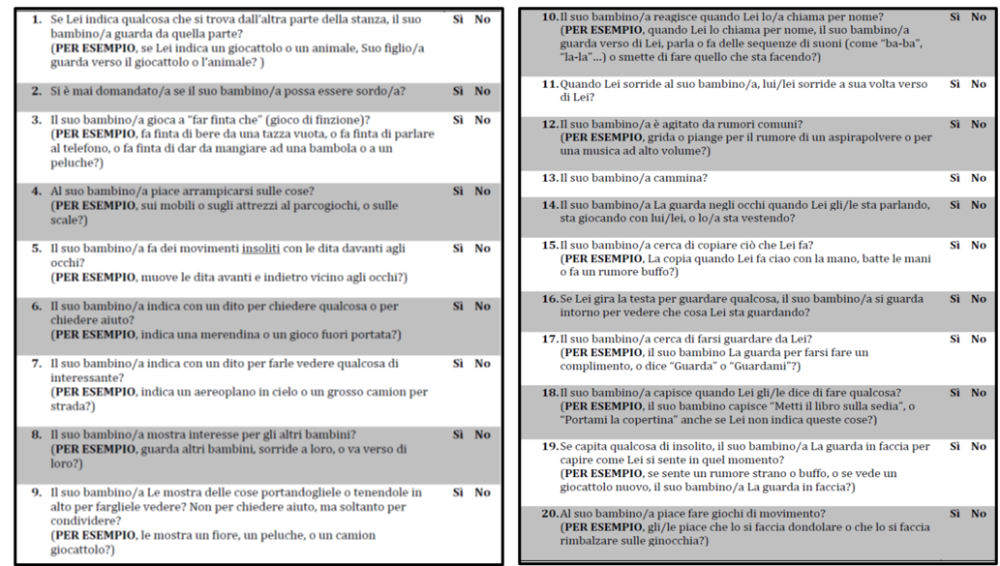 1. Se Lei indica qualcosa che si trova dall'altra parte della stanza, il suo Sì No
bambino/a guarda da quella parte?
(PER ESEMPIO, se Lei indica un giocattolo o un animale, Suo figlio/a
guarda verso il giocattolo o l'animale? )
2. Si è mai domandato/a se il suo bambino/a possa essere sordo/a? Sì No
3. Il suo bambino/a gioca a "far finta che" (gioco di finzione)? Sì No
(PER ESEMPIO, fa finta di bere da una tazza vuota, o fa finta di parlare
al telefono, o fa finta di dar da mangiare ad una bambola o a un
peluche?)
4. Al suo bambino/a piace arrampicarsi sulle cose? Sì No
(PER ESEMPIO, sui mobili o sugli attrezzi al parcogiochi, o sulle
scale?)
5. Il suo bambino/a fa dei movimenti insoliti con le dita davanti agli Sì No
occhi?
(PER ESEMPIO, muove le dita avanti e indietro vicino agli occhi?)
6. Il suo bambino/a indica con un dito per chiedere qualcosa o per Sì No
chiedere aiuto?
(PER ESEMPIO, indica una merendina o un gioco fuori portata?)
7. Il suo bambino/a indica con un dito per farle vedere qualcosa di Sì No
interessante?
(PER ESEMPIO, indica un aereoplano in cielo o un grosso camion per
strada?)
8. Il suo bambino/a mostra interesse per gli altri bambini? Sì No
(PER ESEMPIO, guarda altri bambini, sorride a loro, o va verso di
loro?)
9. Il suo bambino/a Le mostra delle cose portandogliele o tenendole in Sì No
alto per fargliele vedere? Non per chiedere aiuto, ma soltanto per
condividere?
(PER ESEMPIO, le mostra un fiore, un peluche, o un camion
giocattolo?)
10. Il suo bambino/a reagisce quando Lei lo/a chiama per nome? Sì No
(PER ESEMPIO, quando Lei lo chiama per nome, il suo bambino/a
guarda verso di Lei, parla o fa delle sequenze di suoni (come "ba-ba",
"la-la"...) o smette di fare quello che sta facendo?)
11. Quando Lei sorride al suo bambino/a, lui/lei sorride a sua volta verso Sì No
di Lei?
12. Il suo bambino/a è agitato da rumori comuni? Sì No
(PER ESEMPIO, grida o piange per il rumore di un aspirapolvere o per
una musica ad alto volume?)
13. Il suo bambino/a cammina? Sì No
14. Il suo bambino/a La guarda negli occhi quando Lei gli/le sta parlando, Sì No
sta giocando con lui/lei, o lo/a sta vestendo?
15. Il suo bambino/a cerca di copiare ciò che Lei fa? Sì No
(PER ESEMPIO, La copia quando Lei fa ciao con la mano, batte le mani
o fa un rumore buffo?)
16. Se Lei gira la testa per guardare qualcosa, il suo bambino/a si guarda Sì No
intorno per vedere che cosa Lei sta guardando?
17. Il suo bambino/a cerca di farsi guardare da Lei? Sì No
(PER ESEMPIO, il suo bambino La guarda per farsi fare un
complimento, o dice "Guarda" o "Guardami"?)
18. Il suo bambino/a capisce quando Lei gli/le dice di fare qualcosa? Sì No
(PER ESEMPIO, il suo bambino capisce "Metti il libro sulla sedia", o
"Portami la copertina" anche se Lei non indica queste cose?)
19. Se capita qualcosa di insolito, il suo bambino/a La guarda in faccia per Sì No
capire come Lei si sente in quel momento?
(PER ESEMPIO, se sente un rumore strano o buffo, o se vede un
giocattolo nuovo, il suo bambino/a La guarda in faccia?)
20. Al suo bambino/a piace fare giochi di movimento? Sì No
(PER ESEMPIO, gli/le piace che lo si faccia dondolare o che lo si faccia
rimbalzare sulle ginocchia?)